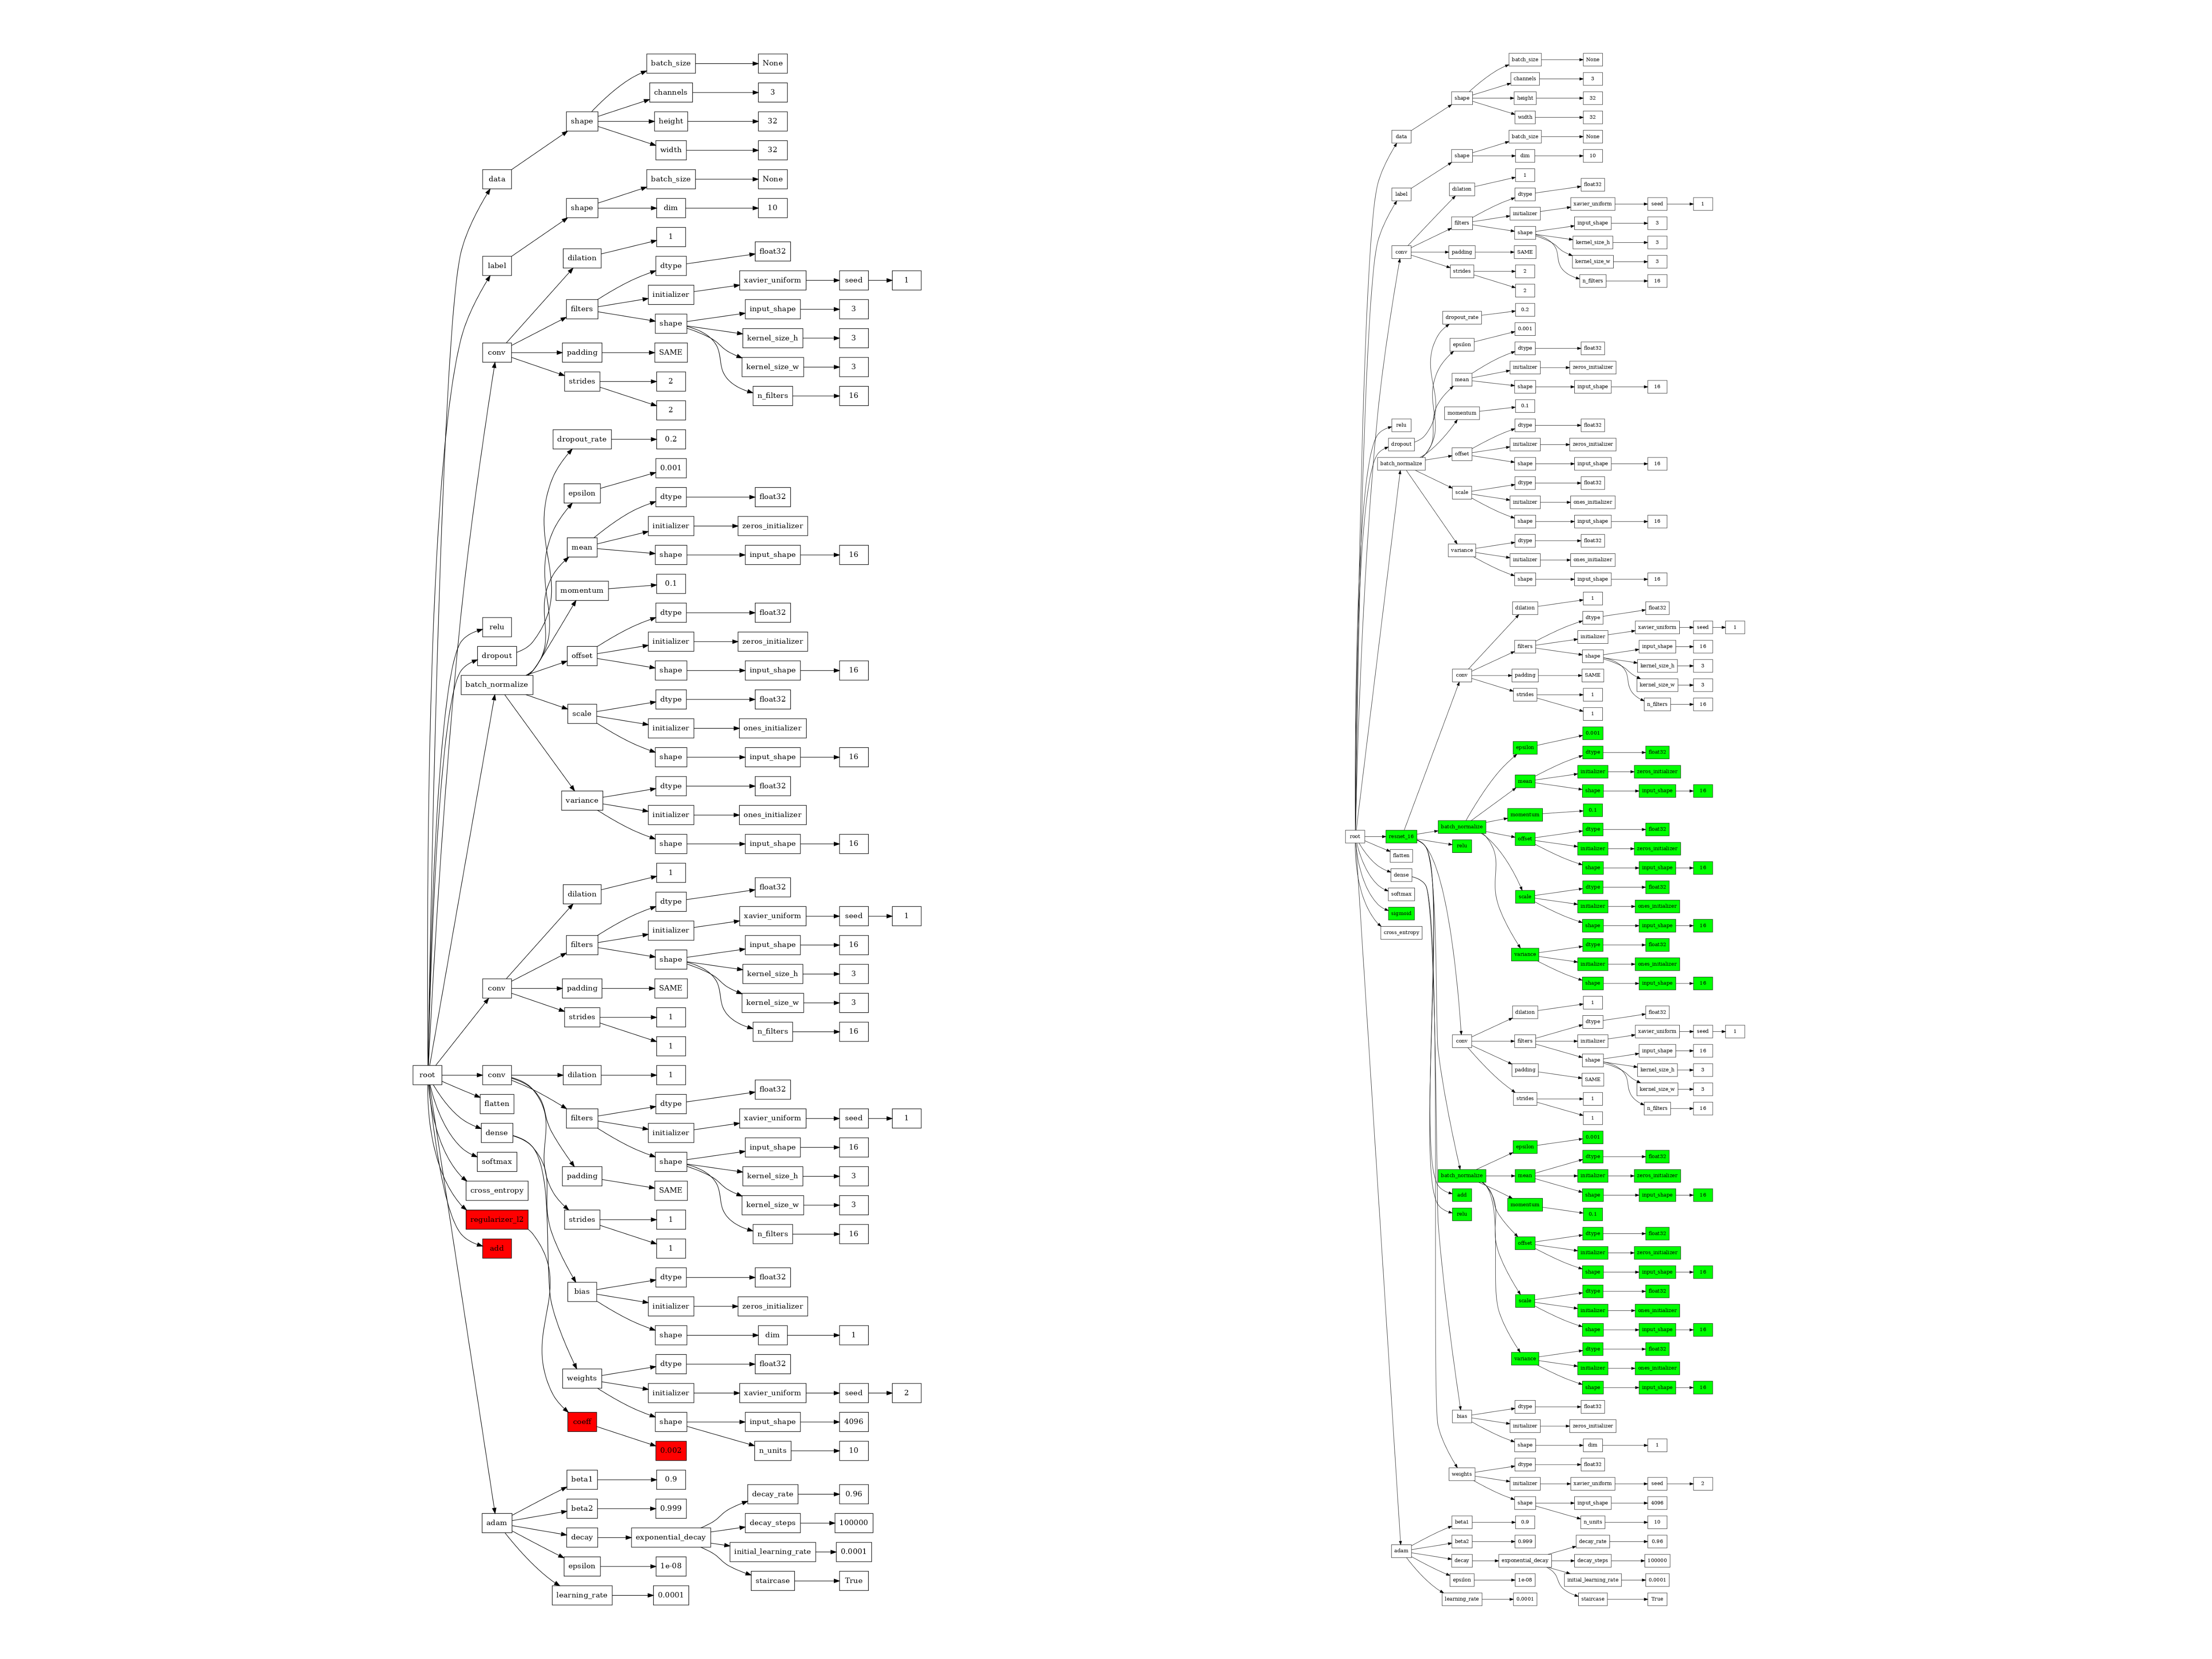 batch_size None
channels 3
shape height 32
width 32
data batch_size None
shape dim 10
dilation 1
float32
label dtype
xavier_uniform seed 1
initializer
filters input_shape 3
shape
kernel_size_h 3
conv padding SAME
kernel_size_w 3
strides 2
n_filters 16
2
dropout_rate 0.2
0.001
epsilon
dtype float32
initializer zeros_initializer
mean
shape input_shape 16
0.1
momentum
dtype float32
relu
initializer zeros_initializer
dropout offset
shape input_shape 16
batch_normalize
dtype float32
scale
initializer ones_initializer
shape input_shape 16
dtype float32
variance
initializer ones_initializer
shape input_shape 16
1
dilation float32
dtype
xavier_uniform seed 1
initializer
filters input_shape 16
shape
kernel_size_h 3
conv padding SAME
kernel_size_w 3
strides 1
n_filters 16
1
root conv dilation 1
float32
flatten dtype
filters xavier_uniform seed 1
dense initializer
input_shape 16
softmax shape
padding kernel_size_h 3
cross_entropy SAME
kernel_size_w 3
regularizer_l2 strides 1
n_filters 16
add 1
dtype float32
bias
initializer zeros_initializer
shape dim 1
dtype float32
weights
initializer xavier_uniform seed 2
coeff shape input_shape 4096
0.002 n_units 10
beta1 0.9
decay_rate 0.96
beta2 0.999
adam decay_steps 100000
decay exponential_decay
initial_learning_rate 0.0001
epsilon 1e-08
staircase True
learning_rate 0.0001
batch_size None
channels 3
shape height 32
width 32
data batch_size None
shape dim 10
1
dilation float32
label dtype
xavier_uniform seed 1
initializer
filters input_shape 3
shape
kernel_size_h 3
conv padding SAME
kernel_size_w 3
strides 2
n_filters 16
2
0.2
dropout_rate
0.001
epsilon
dtype float32
initializer zeros_initializer
mean
shape input_shape 16
0.1
momentum
relu dtype float32
dropout initializer zeros_initializer
offset
batch_normalize shape input_shape 16
dtype float32
scale
initializer ones_initializer
shape input_shape 16
dtype float32
variance
initializer ones_initializer
shape input_shape 16
1
dilation float32
dtype
xavier_uniform seed 1
initializer
filters input_shape 16
shape
kernel_size_h 3
conv padding SAME
kernel_size_w 3
strides 1
n_filters 16
1
0.001
epsilon
dtype float32
initializer zeros_initializer
mean
shape input_shape 16
0.1
momentum
batch_normalize dtype float32
root resnet_18
offset
relu initializer zeros_initializer
flatten
shape input_shape 16
dense
dtype float32
softmax scale
initializer ones_initializer
sigmoid
shape input_shape 16
cross_entropy
dtype float32
variance
initializer ones_initializer
shape input_shape 16
1
dilation float32
dtype
xavier_uniform seed 1
conv filters initializer
input_shape 16
shape
kernel_size_h 3
padding
SAME
kernel_size_w 3
strides 1
n_filters 16
1
0.001
epsilon
dtype float32
batch_normalize mean initializer zeros_initializer
add shape input_shape 16
momentum
relu 0.1
dtype float32
offset
initializer zeros_initializer
shape input_shape 16
dtype float32
scale
initializer ones_initializer
shape input_shape 16
dtype float32
variance
initializer ones_initializer
shape input_shape 16
dtype float32
bias
initializer zeros_initializer
shape dim 1
dtype float32
weights
initializer xavier_uniform seed 2
shape input_shape 4096
beta1 0.9 n_units 10
beta2 0.999 decay_rate 0.96
adam
decay exponential_decay decay_steps 100000
epsilon 1e-08 initial_learning_rate 0.0001
learning_rate 0.0001 staircase True